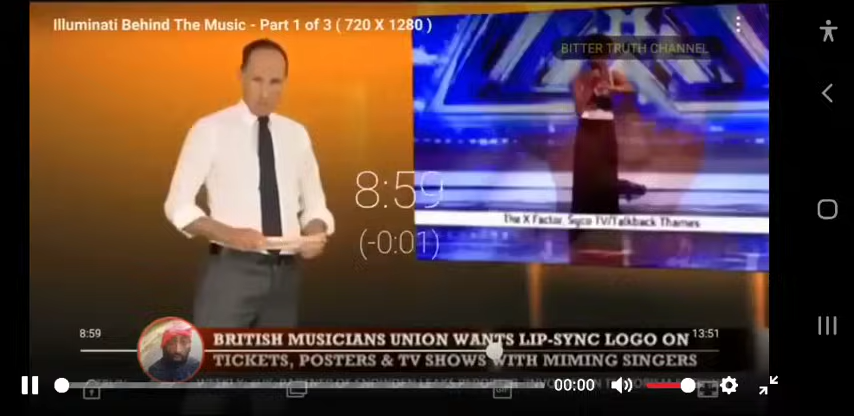 Illuminati Behind The Music - Part 1 of 3 ( 720 X 1280 )
BITTER TRUTH CHANNEL
8:59
(-0:01)
The X Factor, Syco TV/Talkback Thames
8:59
13:51
BRITISH MUSICIANS UNION WANTS LIP-SYNC LOGO ON
TICKETS, POSTERS & TV SHOWS WITH MIMING SINGERS
00:00